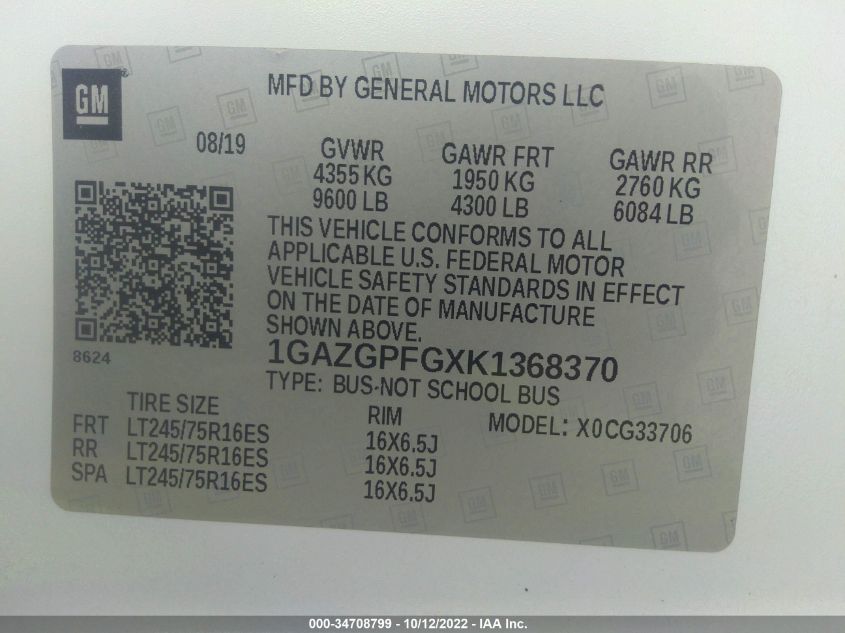 GM
MFD BY GENERAL MOTORS LLC
08/19
GVWR GAWR FRT GAWR RR
4355 KG 1950 KG 2760 KG
9600 LB 4300 LB 6084 LB
THIS VEHICLE CONFORMS TO ALL
APPLICABLE U.S. FEDERAL MOTOR
VEHICLE SAFETY STANDARDS IN EFFECT
ON THE DATE OF MANUFACTURE
SHOWN ABOVE.
8624
1GAZGPFGXK1368370
TYPE: BUS-NOT SCHOOL BUS
TIRE SIZE RIM MODEL: X0CG33706
FRT LT245/75R16ES 16X6.5J
RR LT245/75R16ES 16X6.5J
SPA LT245/75R16ES 16X6.5J
000-34708799 - 10/12/2022 - IAA Inc.